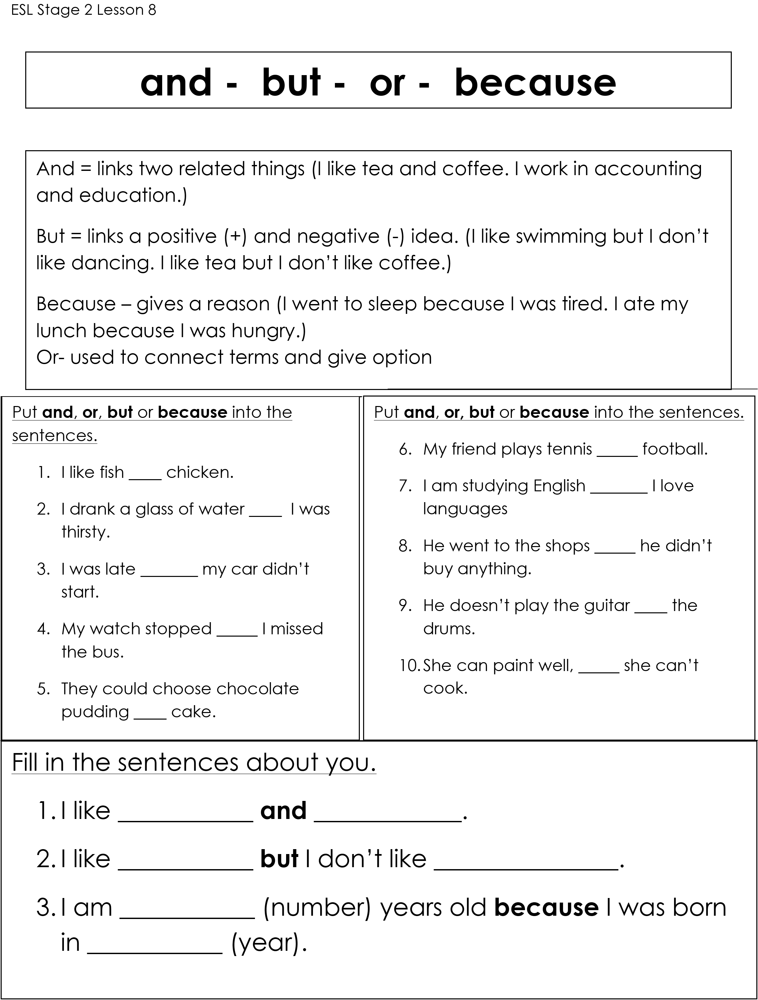 ESL Stage 2 Lesson 8
and - but - or - because
And = links two related things (I like tea and coffee. I work in accounting
and education.)
But = links a positive (+) and negative (-) idea. (I like swimming but I don’t
like dancing. I like tea but I don’t like coffee.)
Because – gives a reason (I went to sleep because I was tired. I ate my
lunch because I was hungry.)
Or- used to connect terms and give option
Put and, or, but or because into the
sentences.
1. I like fish ____ chicken.
2. I drank a glass of water ____ I was
thirsty.
3. I was late _______ my car didn’t
start.
4. My watch stopped _____ I missed
the bus.
5. They could choose chocolate
pudding ____ cake.
Put and, or, but or because into the sentences.
6. My friend plays tennis _____ football.
7. I am studying English _______ I love
languages
8. He went to the shops _____ he didn’t
buy anything.
9. He doesn’t play the guitar ____ the
drums.
10. She can paint well, _____ she can’t
cook.
Fill in the sentences about you.
1. I like ___________ and ____________.
2. I like ___________ but I don’t like _______________.
3. I am ___________ (number) years old because I was born
in ___________ (year).